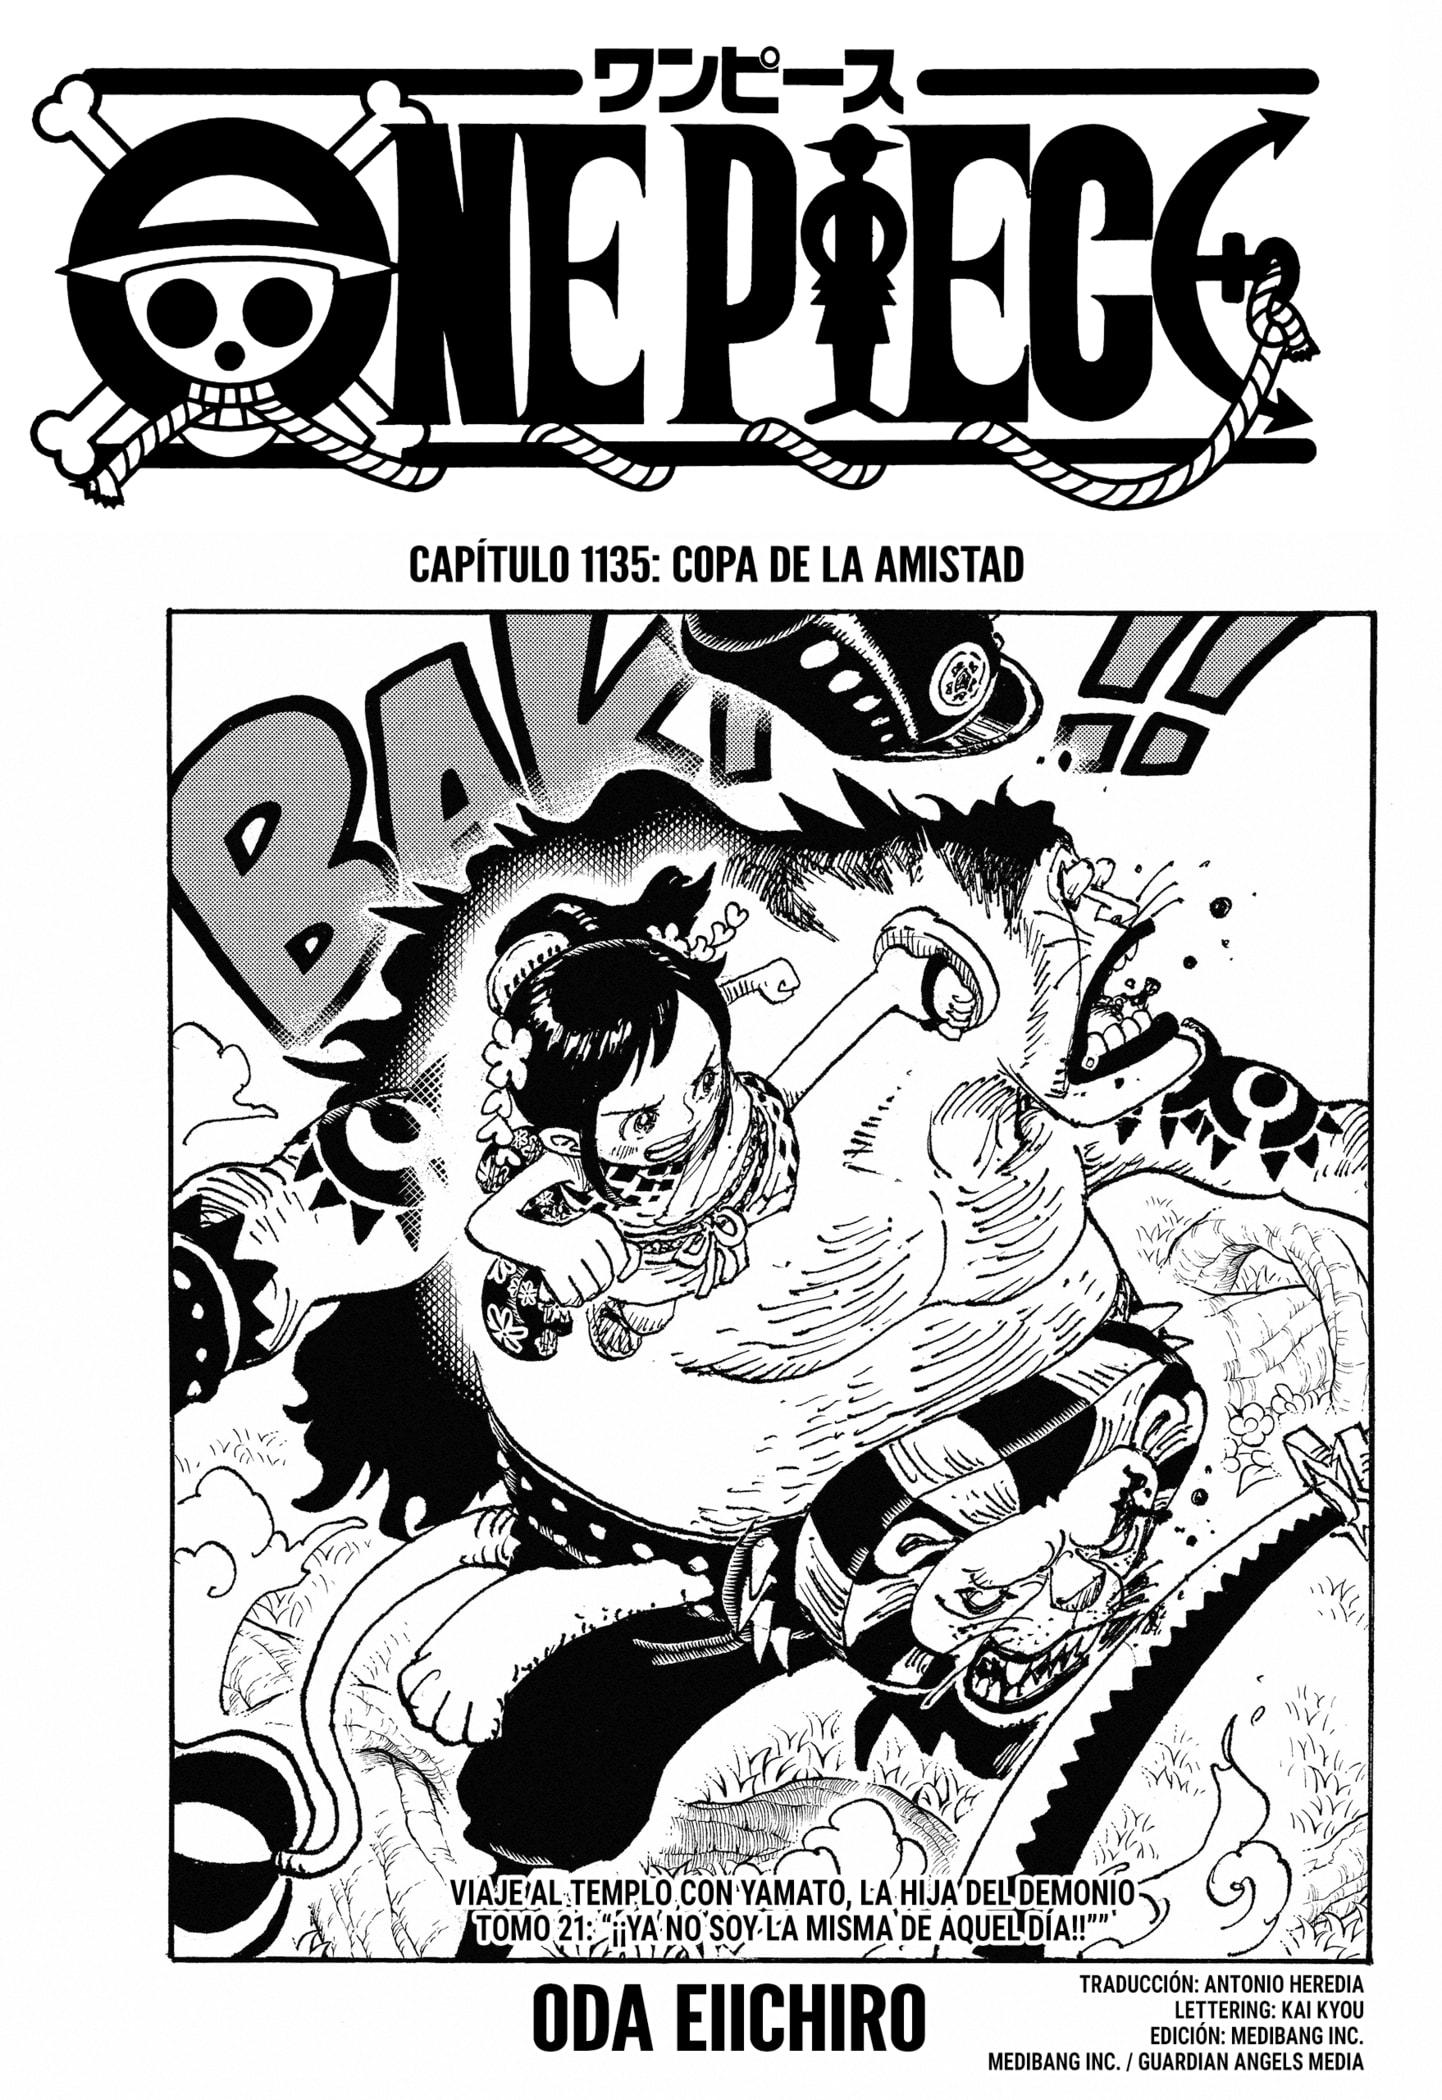 ワンピース
ONE PIECE
CAPÍTULO 1135: COPA DE LA AMISTAD
BAKI!!
VIAJE AL TEMPLO CON YAMATO, LA HIJA DEL DEMONIO
TOMO 21: “¡¡YA NO SOY LA MISMA DE AQUEL DÍA!!””
ODA EIICHIRO
TRADUCCIÓN: ANTONIO HEREDIA
LETTERING: KAI KYOU
EDICIÓN: MEDIBANG INC.
MEDIBANG INC. / GUARDIAN ANGELS MEDIA